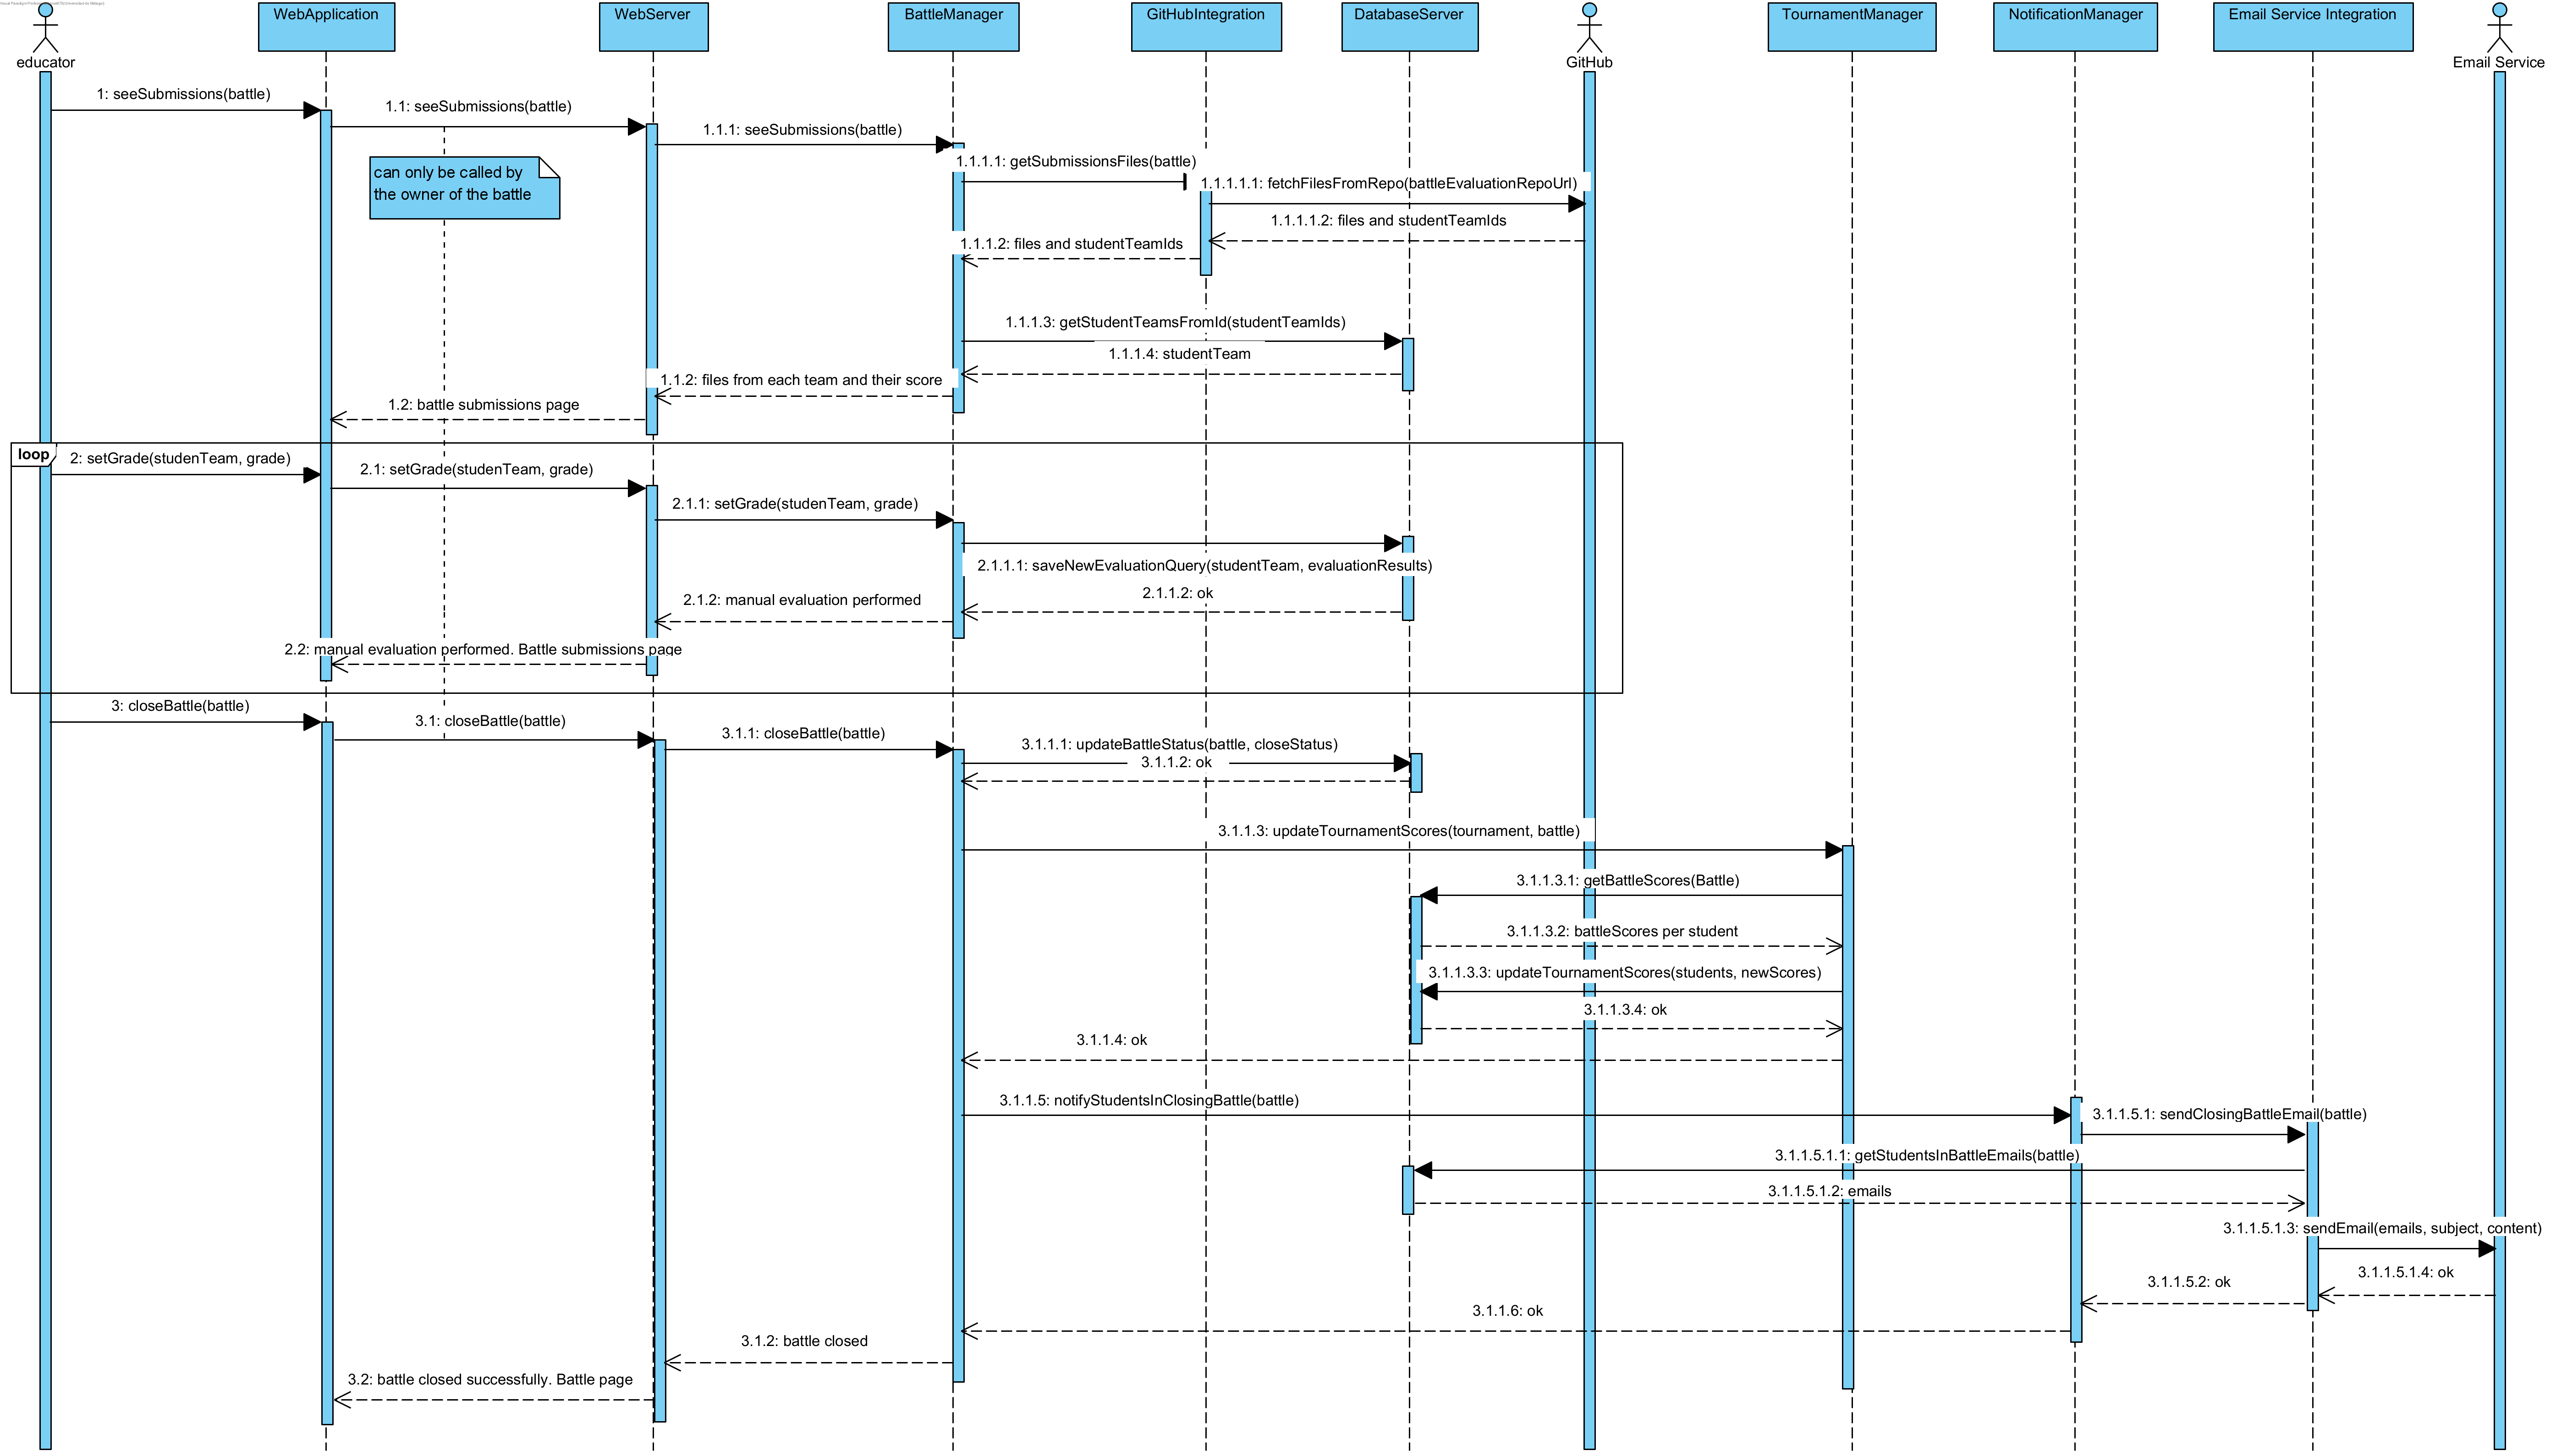 WebApplication
WebServer
BattleManager
GitHubIntegration
DatabaseServer
TournamentManager
NotificationManager
Email Service Integration
educator
GitHub
Email Service
1: seeSubmissions(battle)
1.1: seeSubmissions(battle)
1.1.1: seeSubmissions(battle)
can only be called by
the owner of the battle
1.1.1.1: getSubmissionsFiles(battle)
1.1.1.1.1: fetchFilesFromRepo(battleEvaluationRepoUrl)
1.1.1.1.2: files and studentTeamIds
1.1.1.2: files and studentTeamIds
1.1.1.3: getStudentTeamsFromId(studentTeamIds)
1.1.1.4: studentTeam
1.1.2: files from each team and their score
1.2: battle submissions page
loop
2: setGrade(studenTeam, grade)
2.1: setGrade(studenTeam, grade)
2.1.1: setGrade(studenTeam, grade)
2.1.1.1: saveNewEvaluationQuery(studentTeam, evaluationResults)
2.1.1.2: ok
2.1.2: manual evaluation performed
2.2: manual evaluation performed. Battle submissions page
3: closeBattle(battle)
3.1: closeBattle(battle)
3.1.1: closeBattle(battle)
3.1.1.1: updateBattleStatus(battle, closeStatus)
3.1.1.2: ok
3.1.1.3: updateTournamentScores(tournament, battle)
3.1.1.3.1: getBattleScores(Battle)
3.1.1.3.2: battleScores per student
3.1.1.3.3: updateTournamentScores(students, newScores)
3.1.1.3.4: ok
3.1.1.4: ok
3.1.1.5: notifyStudentsInClosingBattle(battle)
3.1.1.5.1: sendClosingBattleEmail(battle)
3.1.1.5.1.1: getStudentsInBattleEmails(battle)
3.1.1.5.1.2: emails
3.1.1.5.1.3: sendEmail(emails, subject, content)
3.1.1.5.1.4: ok
3.1.1.5.2: ok
3.1.1.6: ok
3.1.2: battle closed
3.2: battle closed successfully. Battle page